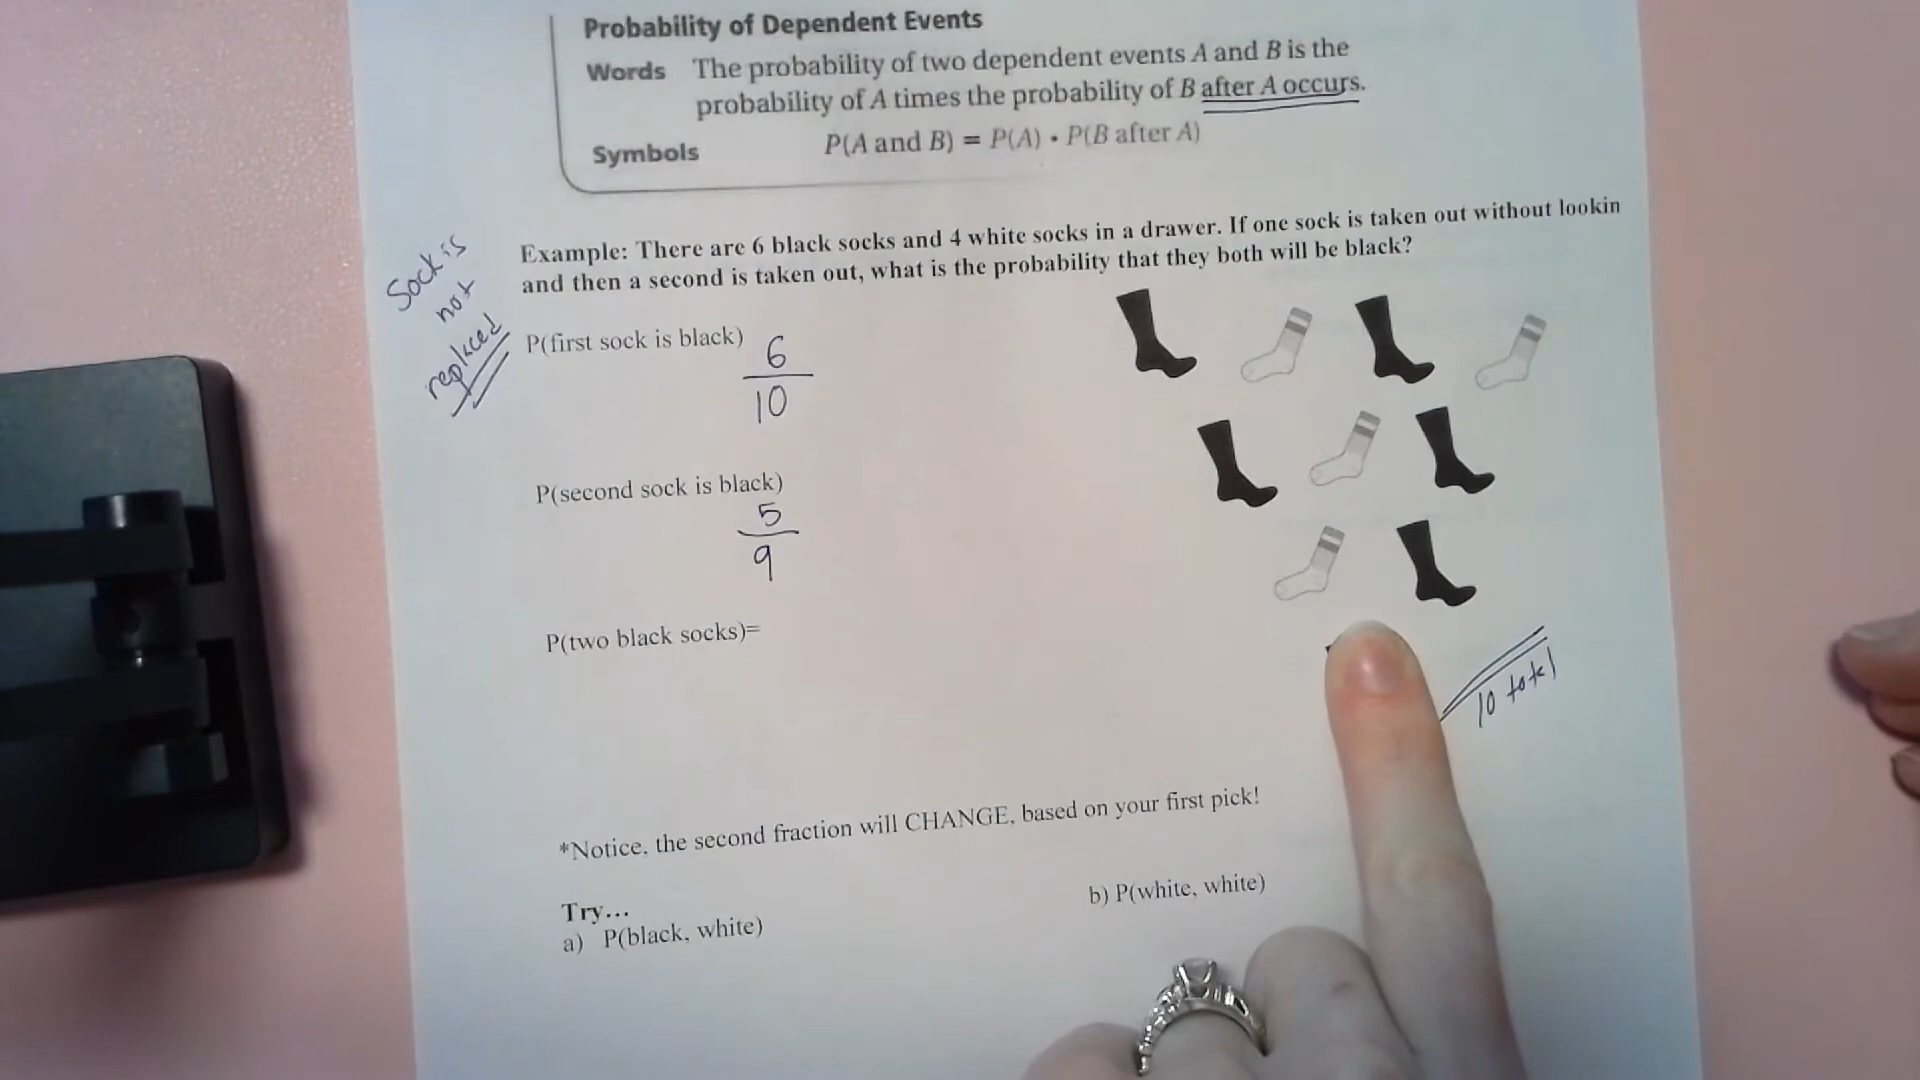 Probability of Dependent Events
Words The probability of two dependent events A and B is the
probability of A times the probability of B after A occurs.
Symbols P(A and B) = P(A) • P(B after A)
Sock is
not
replaced
Example: There are 6 black socks and 4 white socks in a drawer. If one sock is taken out without lookin
and then a second is taken out, what is the probability that they both will be black?
P(first sock is black)
6
10
P(second sock is black)
5
9
P(two black socks)=
10 total
*Notice, the second fraction will CHANGE, based on your first pick!
Try...
a) P(black, white)
b) P(white, white)